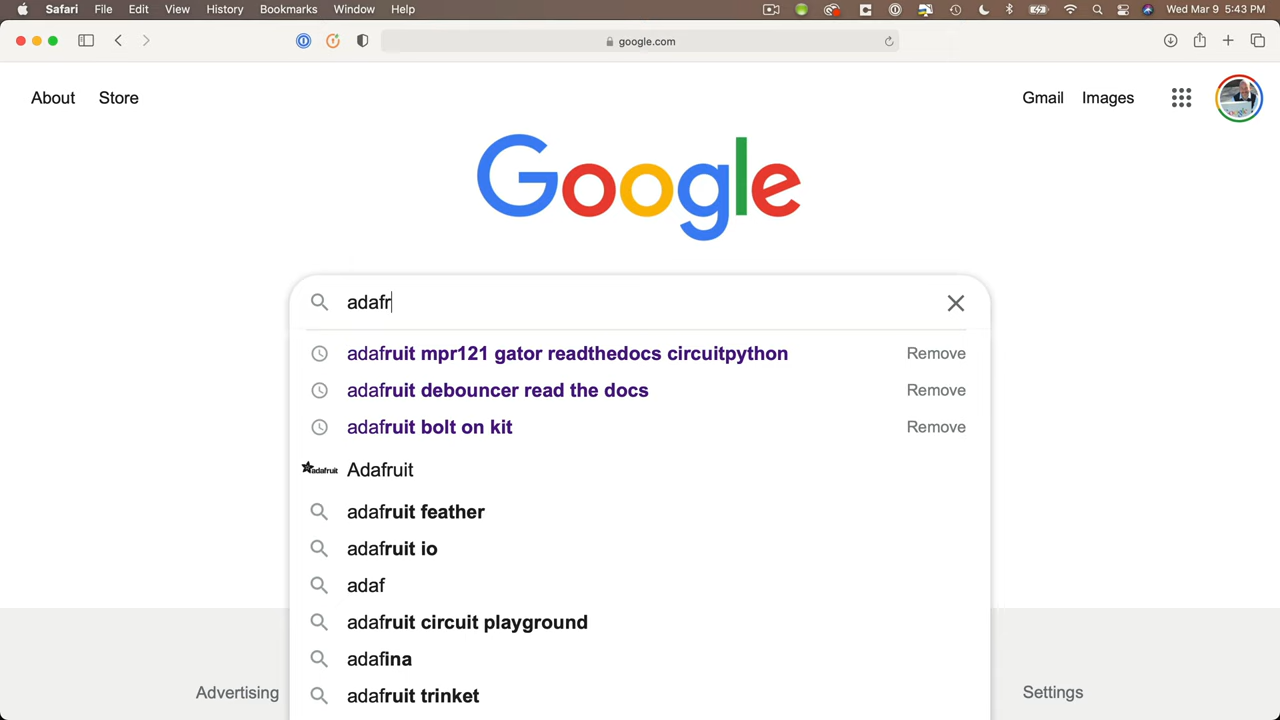 Safari File Edit View History Bookmarks Window Help Wed Mar 9 5:43 PM
google.com
About Store Gmail Images
Google
adafr
adafruit mpr121 gator readthedocs circuitpython Remove
adafruit debouncer read the docs Remove
adafruit bolt on kit Remove
adafruit Adafruit
adafruit feather
adafruit io
adaf
adafruit circuit playground
adafina
adafruit trinket
Advertising Settings